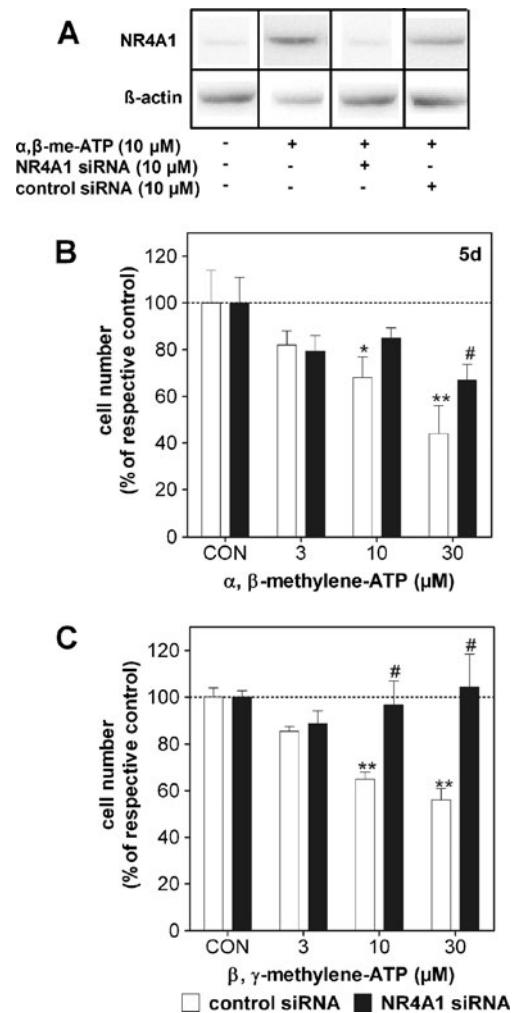 A
NR4A1
ß-actin
α,β-me-ATP (10 µM) - + + +
NR4A1 siRNA (10 µM) - - + 
control siRNA (10 µM) - - +
B
5d
cell number
(% of respective control)
120
100
80
60
40
20
0
*
**
#
CON 3 10 30
α, β-methylene-ATP (µM)
C
cell number
(% of respective control)
120
100
80
60
40
20
0
**
#
**
#
CON 3 10 30
β, γ-methylene-ATP (µM)
control siRNA NR4A1 siRNA